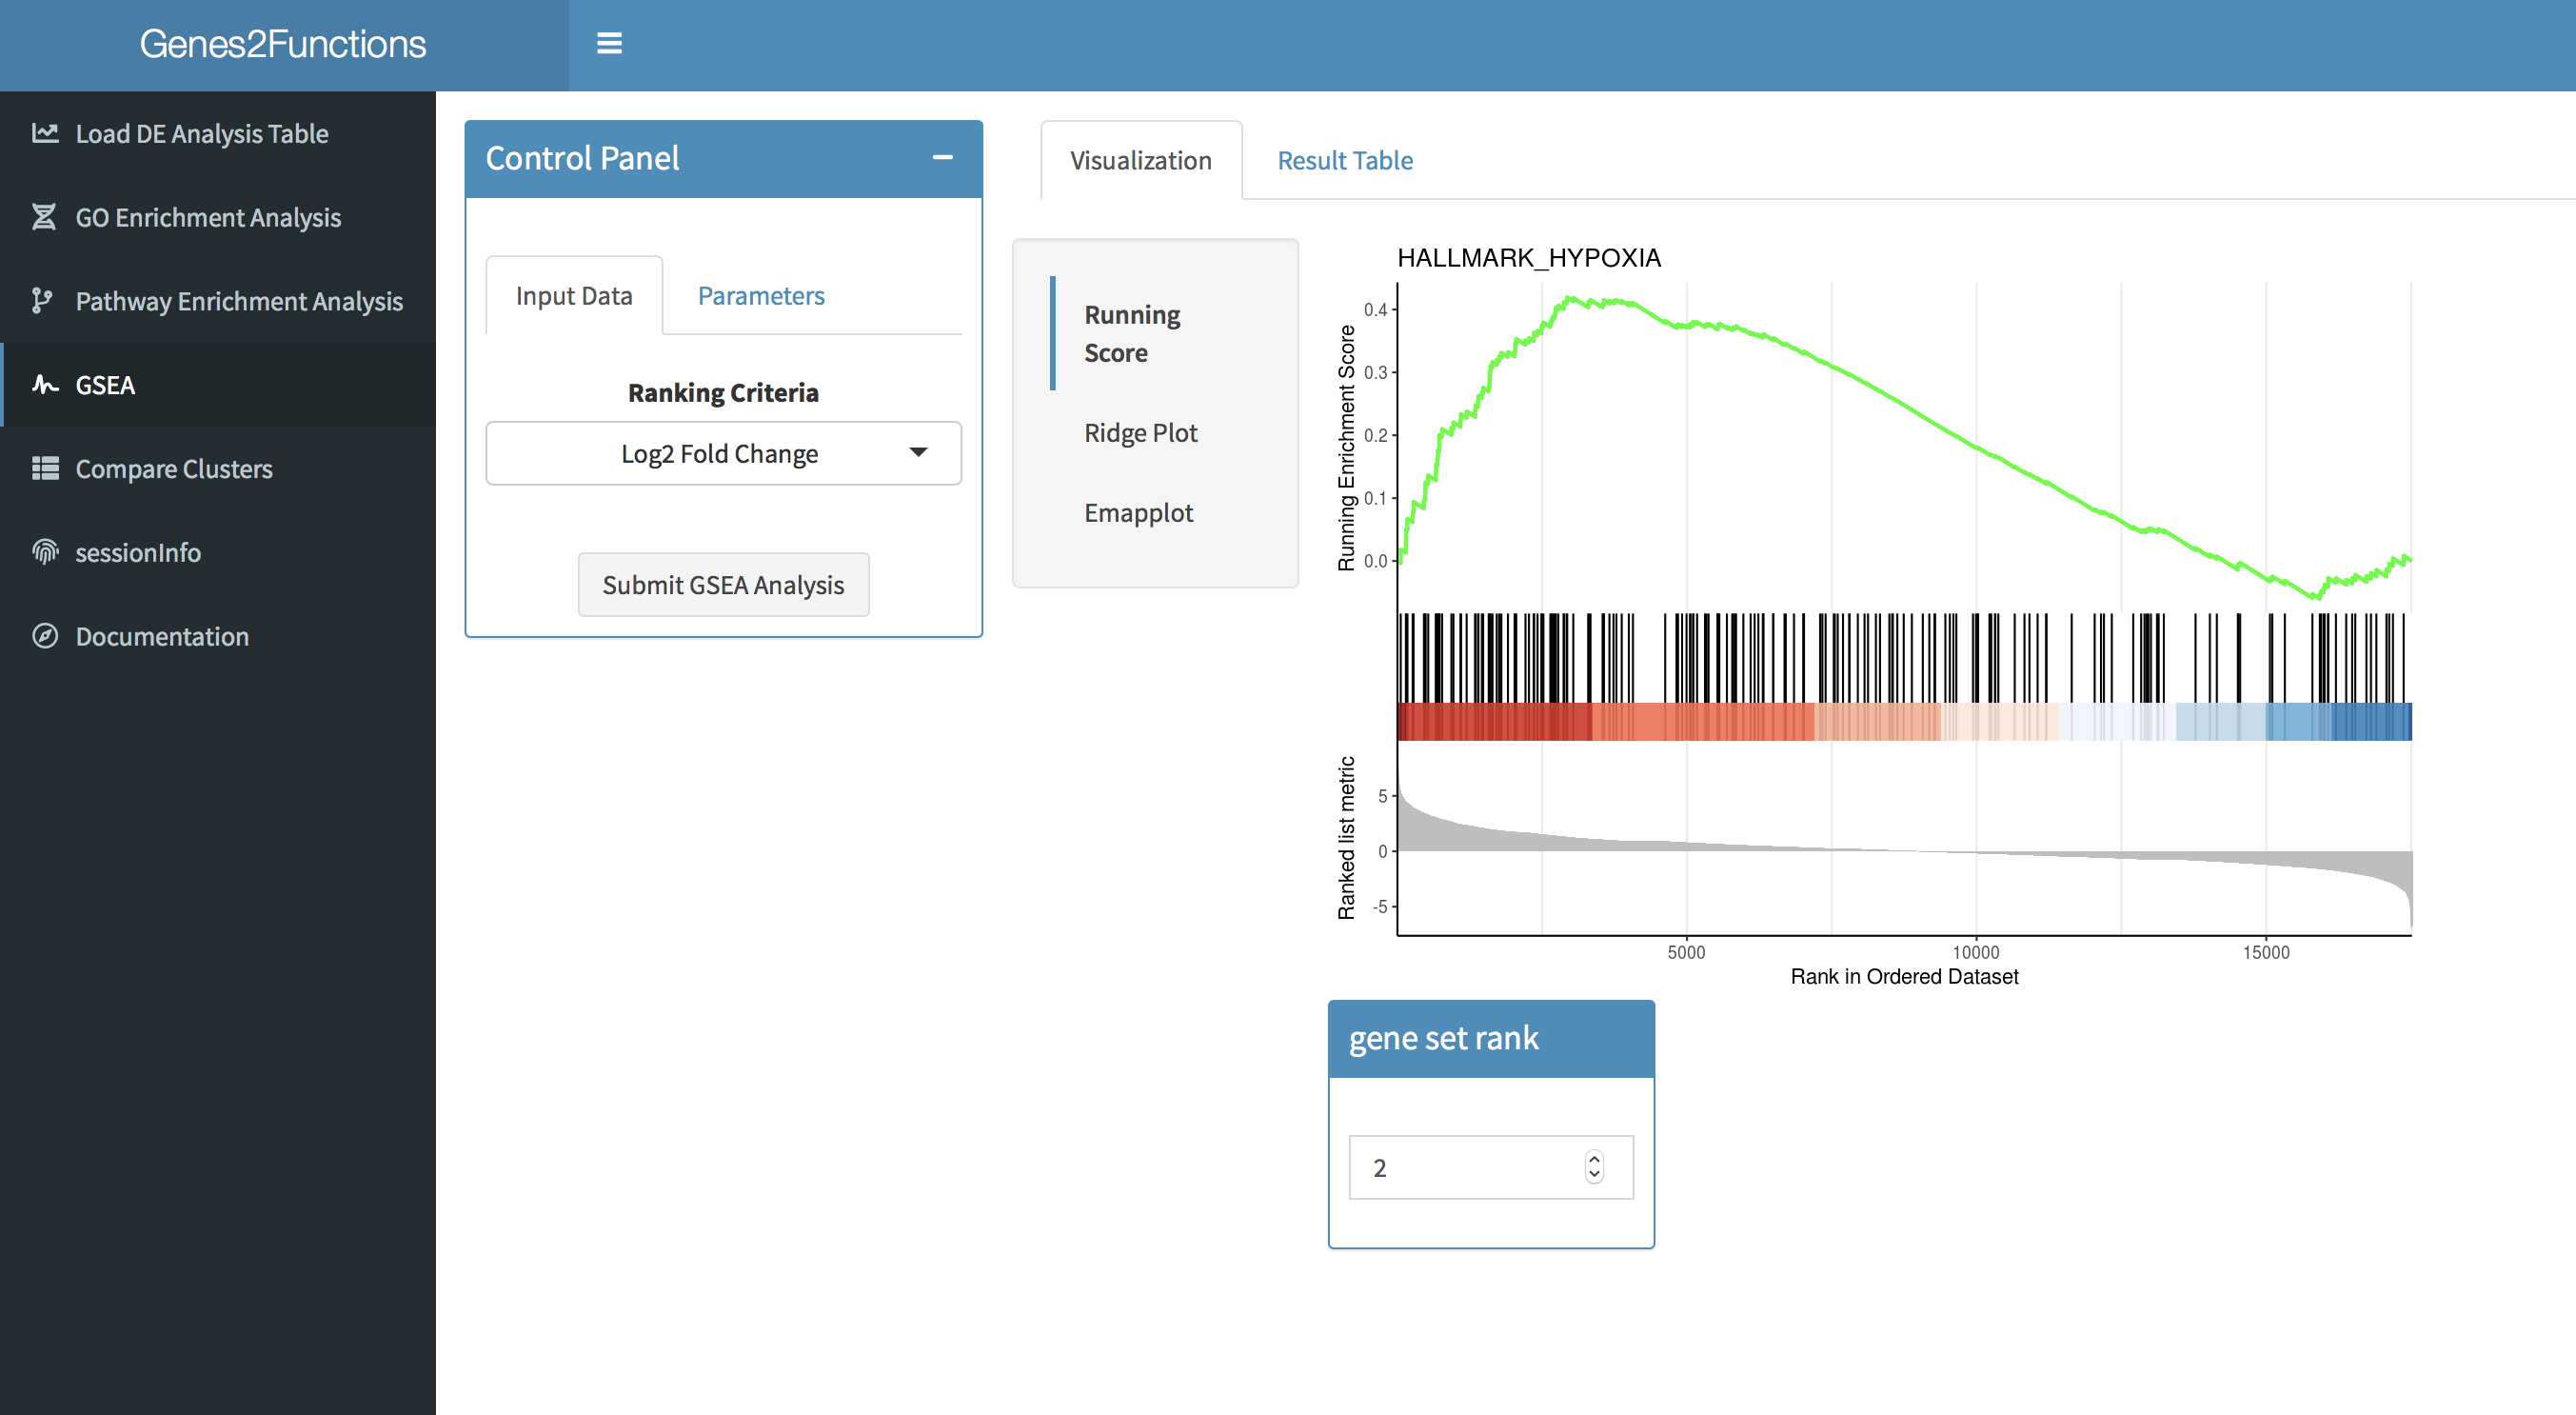 Genes2Functions
Load DE Analysis Table
GO Enrichment Analysis
Pathway Enrichment Analysis
GSEA
Compare Clusters
sessionInfo
Documentation
Control Panel
Input Data
Parameters
Ranking Criteria
Log2 Fold Change
Submit GSEA Analysis
Visualization
Result Table
Running
Score
Ridge Plot
Emapplot
HALLMARK_HYPOXIA
Running Enrichment Score
0.4
0.3
0.2
0.1
0.0
Ranked list metric
5
0
-5
5000
10000
15000
Rank in Ordered Dataset
gene set rank
2